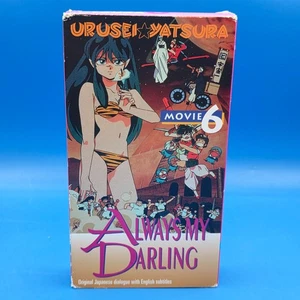 URUSEI☆YATSURA
MOVIE 6
ALWAYS MY
DARLING
Original Japanese dialogue with English subtitles